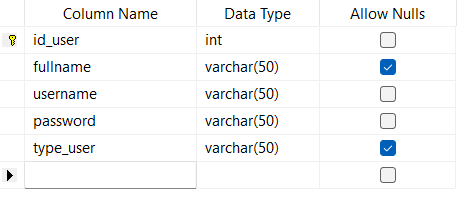 Column Name Data Type Allow Nulls
id_user int
fullname varchar(50)
username varchar(50)
password varchar(50)
type_user varchar(50)